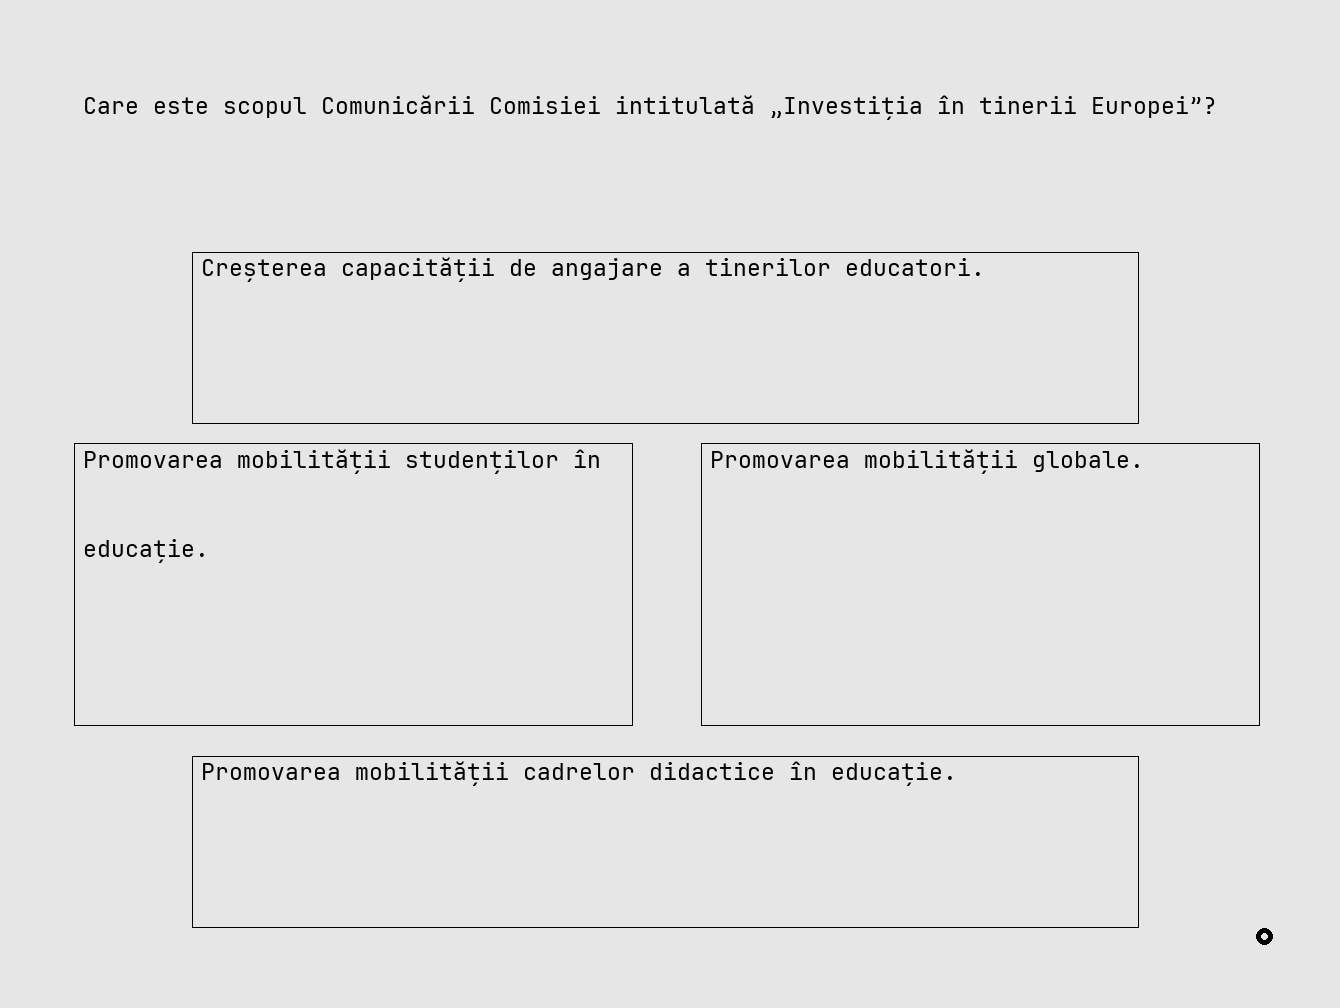 Care este scopul Comunicării Comisiei intitulată „Investiția în tinerii Europei”?
Creșterea capacității de angajare a tinerilor educatori.
Promovarea mobilității studenților în
educație.
Promovarea mobilității globale.
Promovarea mobilității cadrelor didactice în educație.